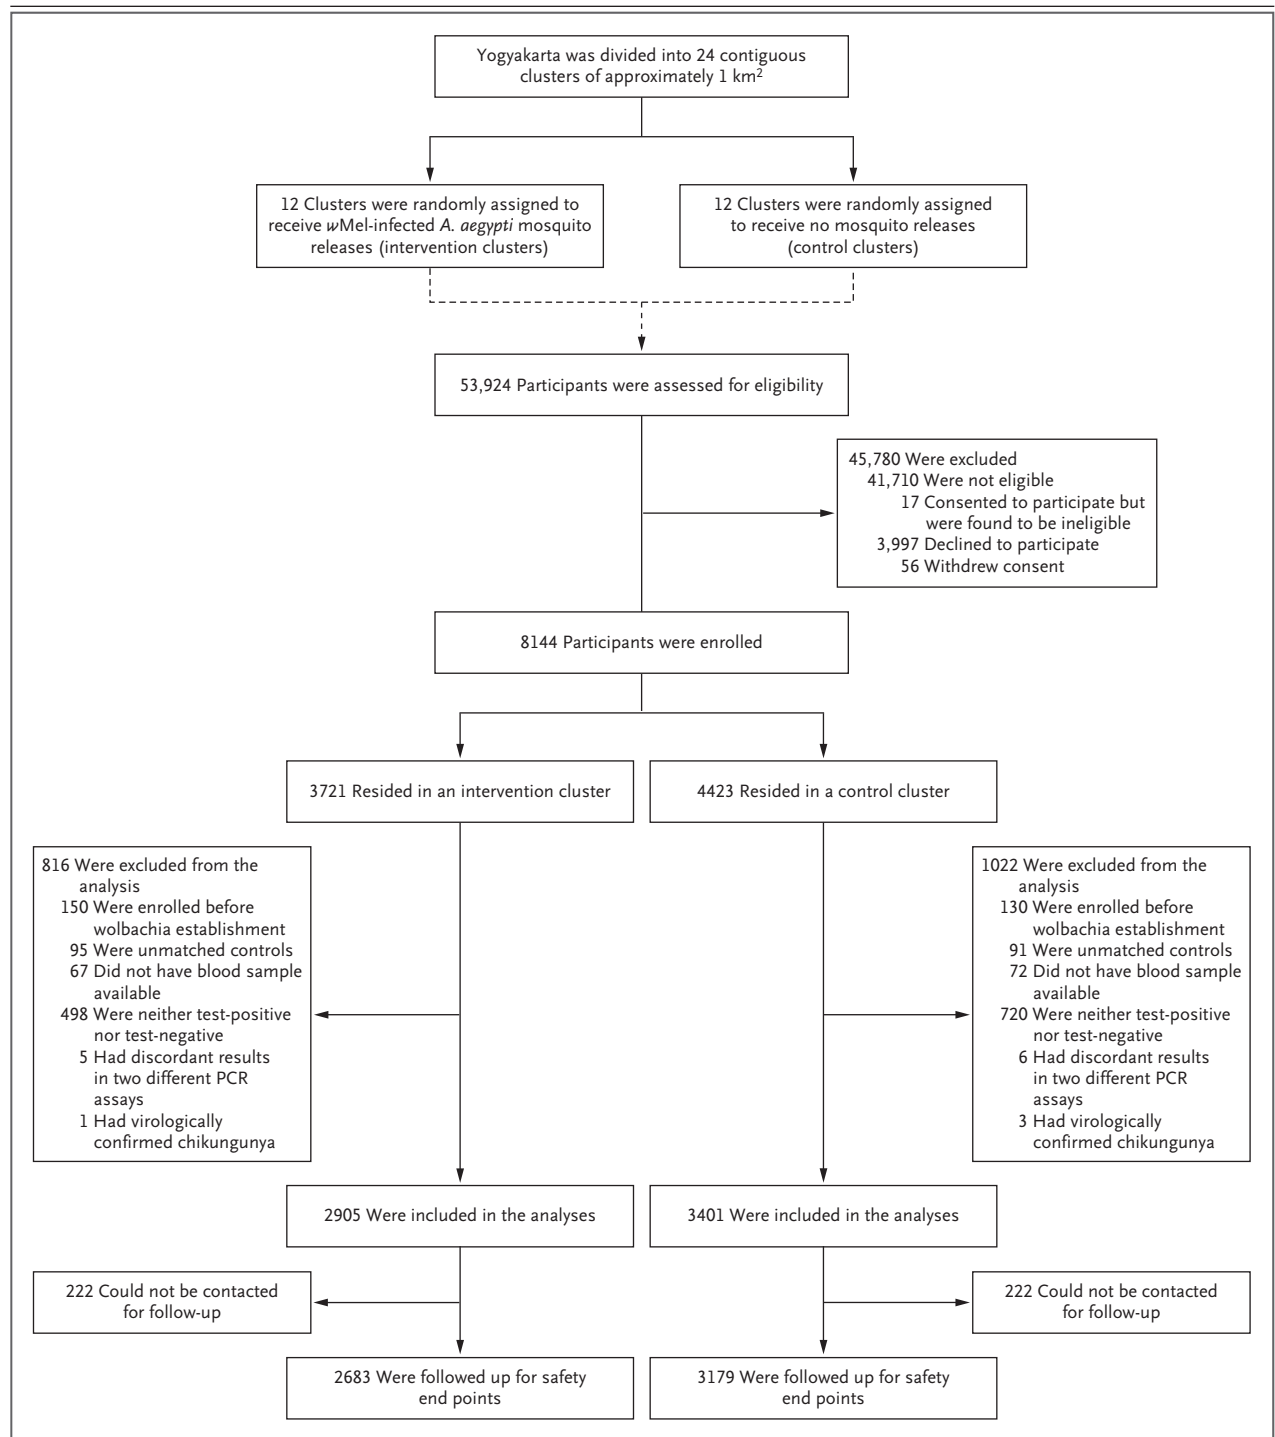 Yogyakarta was divided into 24 contiguous
clusters of approximately 1 km²
12 Clusters were randomly assigned to
receive wMel-infected A. aegypti mosquito
releases (intervention clusters)
12 Clusters were randomly assigned
to receive no mosquito releases
(control clusters)
53,924 Participants were assessed for eligibility
45,780 Were excluded
41,710 Were not eligible
17 Consented to participate but
were found to be ineligible
3,997 Declined to participate
56 Withdrew consent
8144 Participants were enrolled
3721 Resided in an intervention cluster
4423 Resided in a control cluster
816 Were excluded from the
analysis
150 Were enrolled before
wolbachia establishment
95 Were unmatched controls
67 Did not have blood sample
available
498 Were neither test-positive
nor test-negative
5 Had discordant results
in two different PCR
assays
1 Had virologically
confirmed chikungunya
1022 Were excluded from the
analysis
130 Were enrolled before
wolbachia establishment
91 Were unmatched controls
72 Did not have blood sample
available
720 Were neither test-positive
nor test-negative
6 Had discordant results
in two different PCR
assays
3 Had virologically
confirmed chikungunya
2905 Were included in the analyses
3401 Were included in the analyses
222 Could not be contacted
for follow-up
222 Could not be contacted
for follow-up
2683 Were followed up for safety
end points
3179 Were followed up for safety
end points